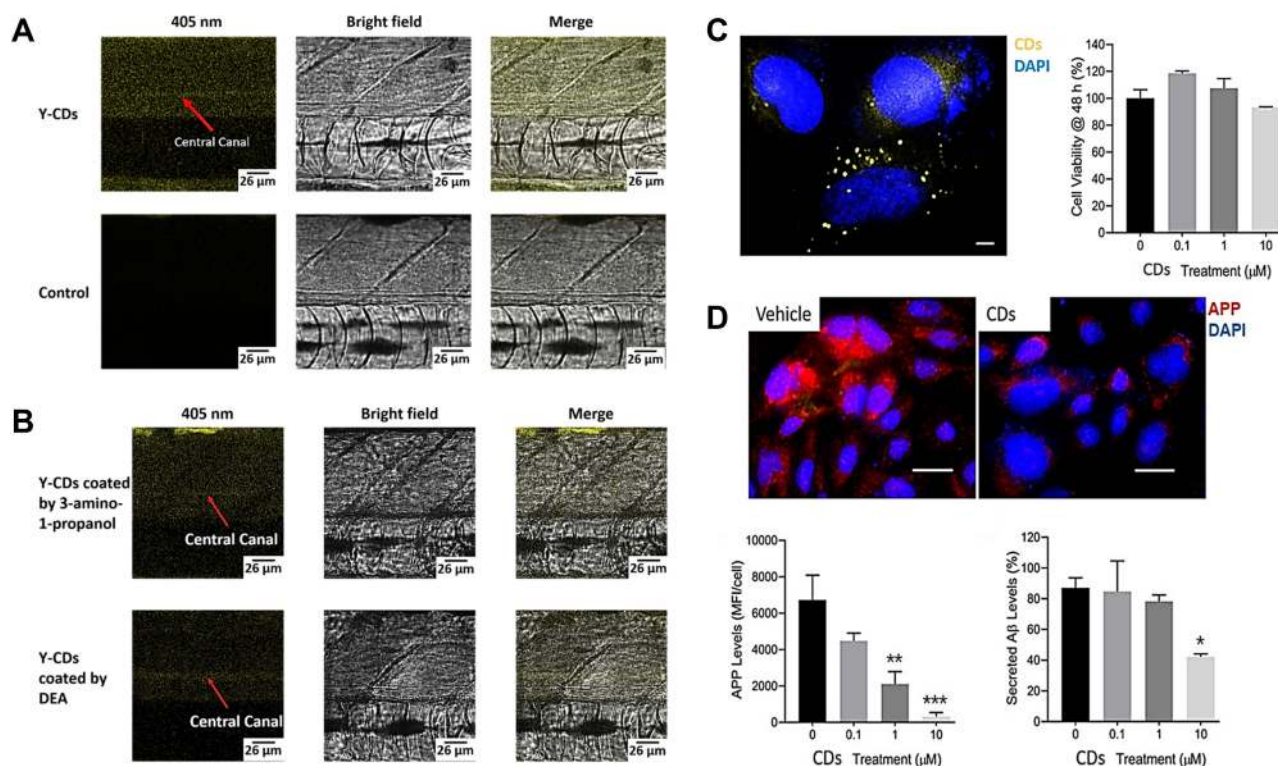 A
405 nm
Bright field
Merge
Y-CDs
Central Canal
26 μm
26 μm
26 μm
Control
26 μm
26 μm
26 μm
B
405 nm
Bright field
Merge
Y-CDs coated
by 3-amino-
1-propanol
Central Canal
26 μm
26 μm
26 μm
Y-CDs
coated by
DEA
Central Canal
26 μm
26 μm
26 μm
C
CDs
DAPI
Cell Viability @ 48 h (%)
140
120
100
80
60
40
20
0
0
0.1
1
10
CDs Treatment (μM)
D
Vehicle
CDs
APP
DAPI
APP Levels (MFI/cell)
10000
8000
6000
4000
2000
0
**
***
0
0.1
1
10
CDs Treatment (μM)
Secreted Aβ Levels (%)
120
100
80
60
40
20
0
*
0
0.1
1
10
CDs Treatment (μM)